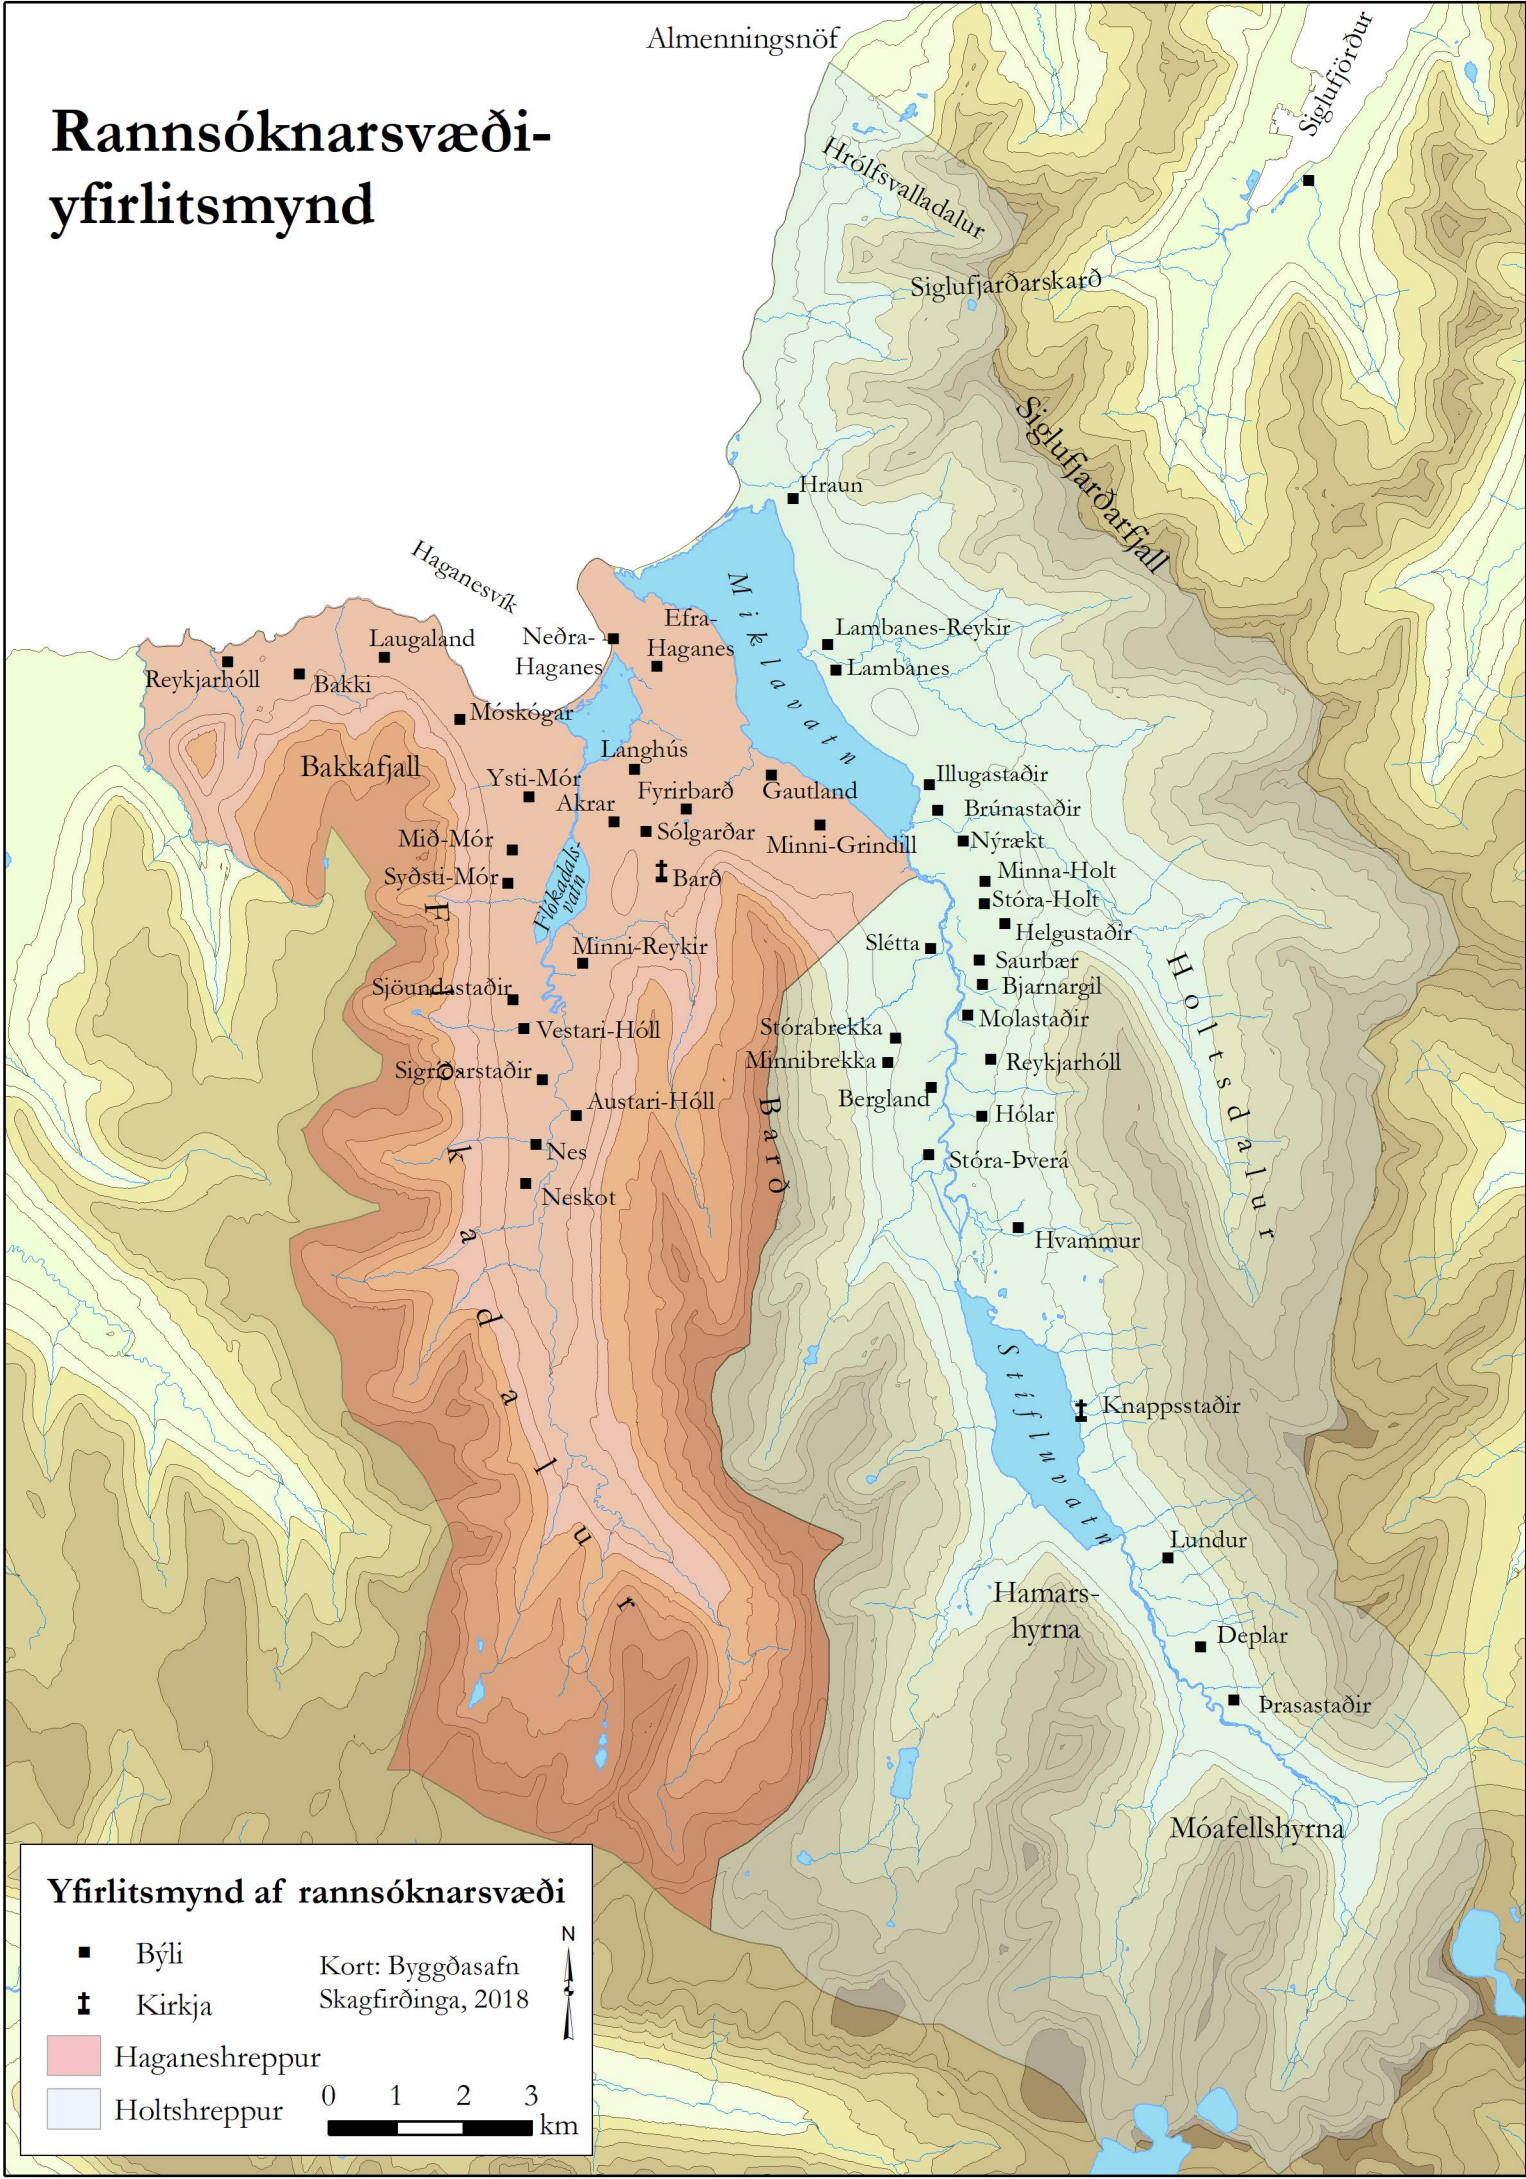 Almenningsnöf
Siglufjörður
Rannsóknarsvæði-
yfirlitsmynd
Hrólfsvalladalur
Siglufjarðarskarð
Siglufjarðarfjall
Hraun
Haganesvík
Miklavatn
Efra-
Haganes
Neðra-
Haganes
Laugaland
Lambanes-Reykir
Lambanes
Reykjarhóll
Bakki
Móskógar
Bakkafjall
Langhús
Ysti-Mór
Fyrirbarð
Gautland
Illugastaðir
Akrar
Brúnastaðir
Sólgarðar
Mið-Mór
Minni-Grindill
Nýrækt
Syðsti-Mór
Barð
Minna-Holt
Stóra-Holt
Flókadals-
vatn
Flókadalur
Helgustaðir
Slétta
Minni-Reykir
Saurbær
Holtsdalur
Sjöundastaðir
Bjarnargil
Vestari-Hóll
Stórabrekka
Molastaðir
Minnibrekka
Reykjarhóll
Sigríðarstaðir
Bergland
Austari-Hóll
Barð
Hólar
Nes
Stóra-Þverá
Neskot
Hvammur
Stífluvatn
Knappsstaðir
Lundur
Hamars-
hyrna
Deplar
Þrasastaðir
Móafellshyrna
Yfirlitsmynd af rannsóknarsvæði
Býli
Kirkja
Kort: Byggðasafn
Skagfirðinga, 2018
N
Haganeshreppur
Holtshreppur
0 1 2 3
km